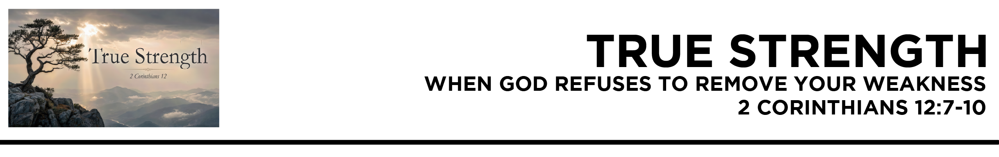 True Strength
2 Corinthians 12
TRUE STRENGTH
WHEN GOD REFUSES TO REMOVE YOUR WEAKNESS
2 CORINTHIANS 12:7-10